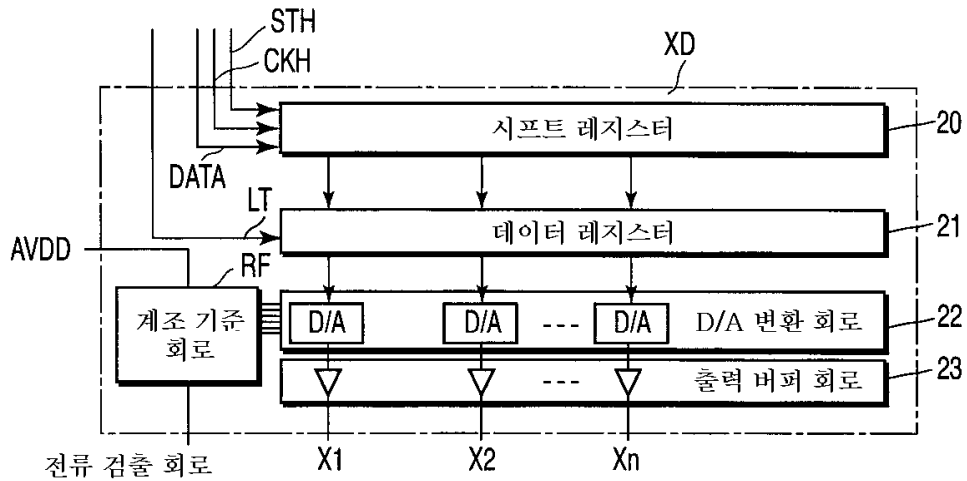 STH
XD
CKH
시프트 레지스터
20
DATA
LT
데이터 레지스터
21
AVDD
RF
계조 기준
회로
D/A
D/A
---
D/A
D/A 변환 회로
22
---
출력 버퍼 회로
23
전류 검출 회로
X1
X2
Xn